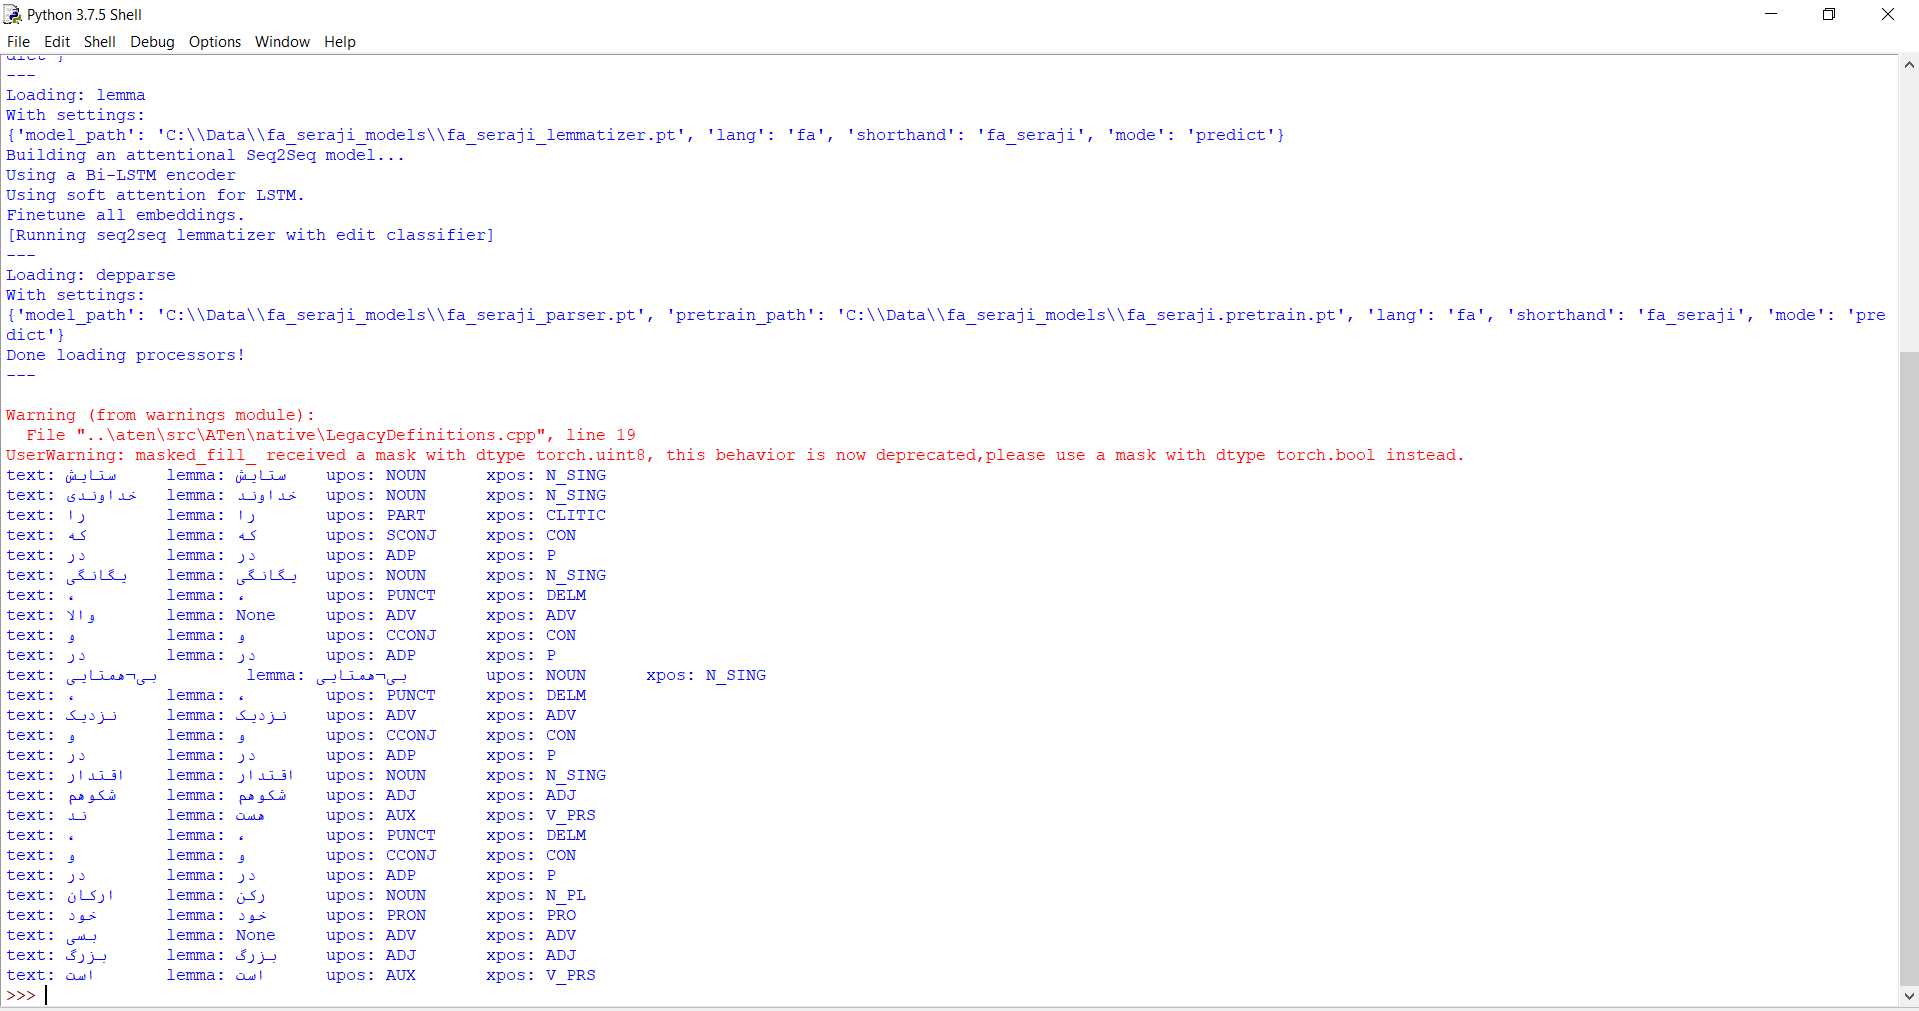 Python 3.7.5 Shell
File Edit Shell Debug Options Window Help
dict'}
---
Loading: lemma
With settings:
{'model_path': 'C:\\Data\\fa_seraji_models\\fa_seraji_lemmatizer.pt', 'lang': 'fa', 'shorthand': 'fa_seraji', 'mode': 'predict'}
Building an attentional Seq2Seq model...
Using a Bi-LSTM encoder
Using soft attention for LSTM.
Finetune all embeddings.
[Running seq2seq lemmatizer with edit classifier]
---
Loading: depparse
With settings:
{'model_path': 'C:\\Data\\fa_seraji_models\\fa_seraji_parser.pt', 'pretrain_path': 'C:\\Data\\fa_seraji_models\\fa_seraji.pretrain.pt', 'lang': 'fa', 'shorthand': 'fa_seraji', 'mode': 'pre
dict'}
Done loading processors!
---
Warning (from warnings module):
File "..\aten\src\ATen\native\LegacyDefinitions.cpp", line 19
UserWarning: masked_fill_ received a mask with dtype torch.uint8, this behavior is now deprecated,please use a mask with dtype torch.bool instead.
text: ستایش lemma: ستایش upos: NOUN xpos: N_SING
text: خداوندی lemma: خداوند upos: NOUN xpos: N_SING
text: را lemma: را upos: PART xpos: CLITIC
text: که lemma: که upos: SCONJ xpos: CON
text: در lemma: در upos: ADP xpos: P
text: یگانگی lemma: یگانگی upos: NOUN xpos: N_SING
text: ، lemma: ، upos: PUNCT xpos: DELM
text: والا lemma: None upos: ADV xpos: ADV
text: و lemma: و upos: CCONJ xpos: CON
text: در lemma: در upos: ADP xpos: P
text: بی¬همتایی lemma: بی¬همتایی upos: NOUN xpos: N_SING
text: ، lemma: ، upos: PUNCT xpos: DELM
text: نزدیک lemma: نزدیک upos: ADV xpos: ADV
text: و lemma: و upos: CCONJ xpos: CON
text: در lemma: در upos: ADP xpos: P
text: اقتدار lemma: اقتدار upos: NOUN xpos: N_SING
text: شکوهم lemma: شکوهم upos: ADJ xpos: ADJ
text: ند lemma: هست upos: AUX xpos: V_PRS
text: ، lemma: ، upos: PUNCT xpos: DELM
text: و lemma: و upos: CCONJ xpos: CON
text: در lemma: در upos: ADP xpos: P
text: ارکان lemma: رکن upos: NOUN xpos: N_PL
text: خود lemma: خود upos: PRON xpos: PRO
text: بسی lemma: None upos: ADV xpos: ADV
text: بزرگ lemma: بزرگ upos: ADJ xpos: ADJ
text: است lemma: است upos: AUX xpos: V_PRS
>>>